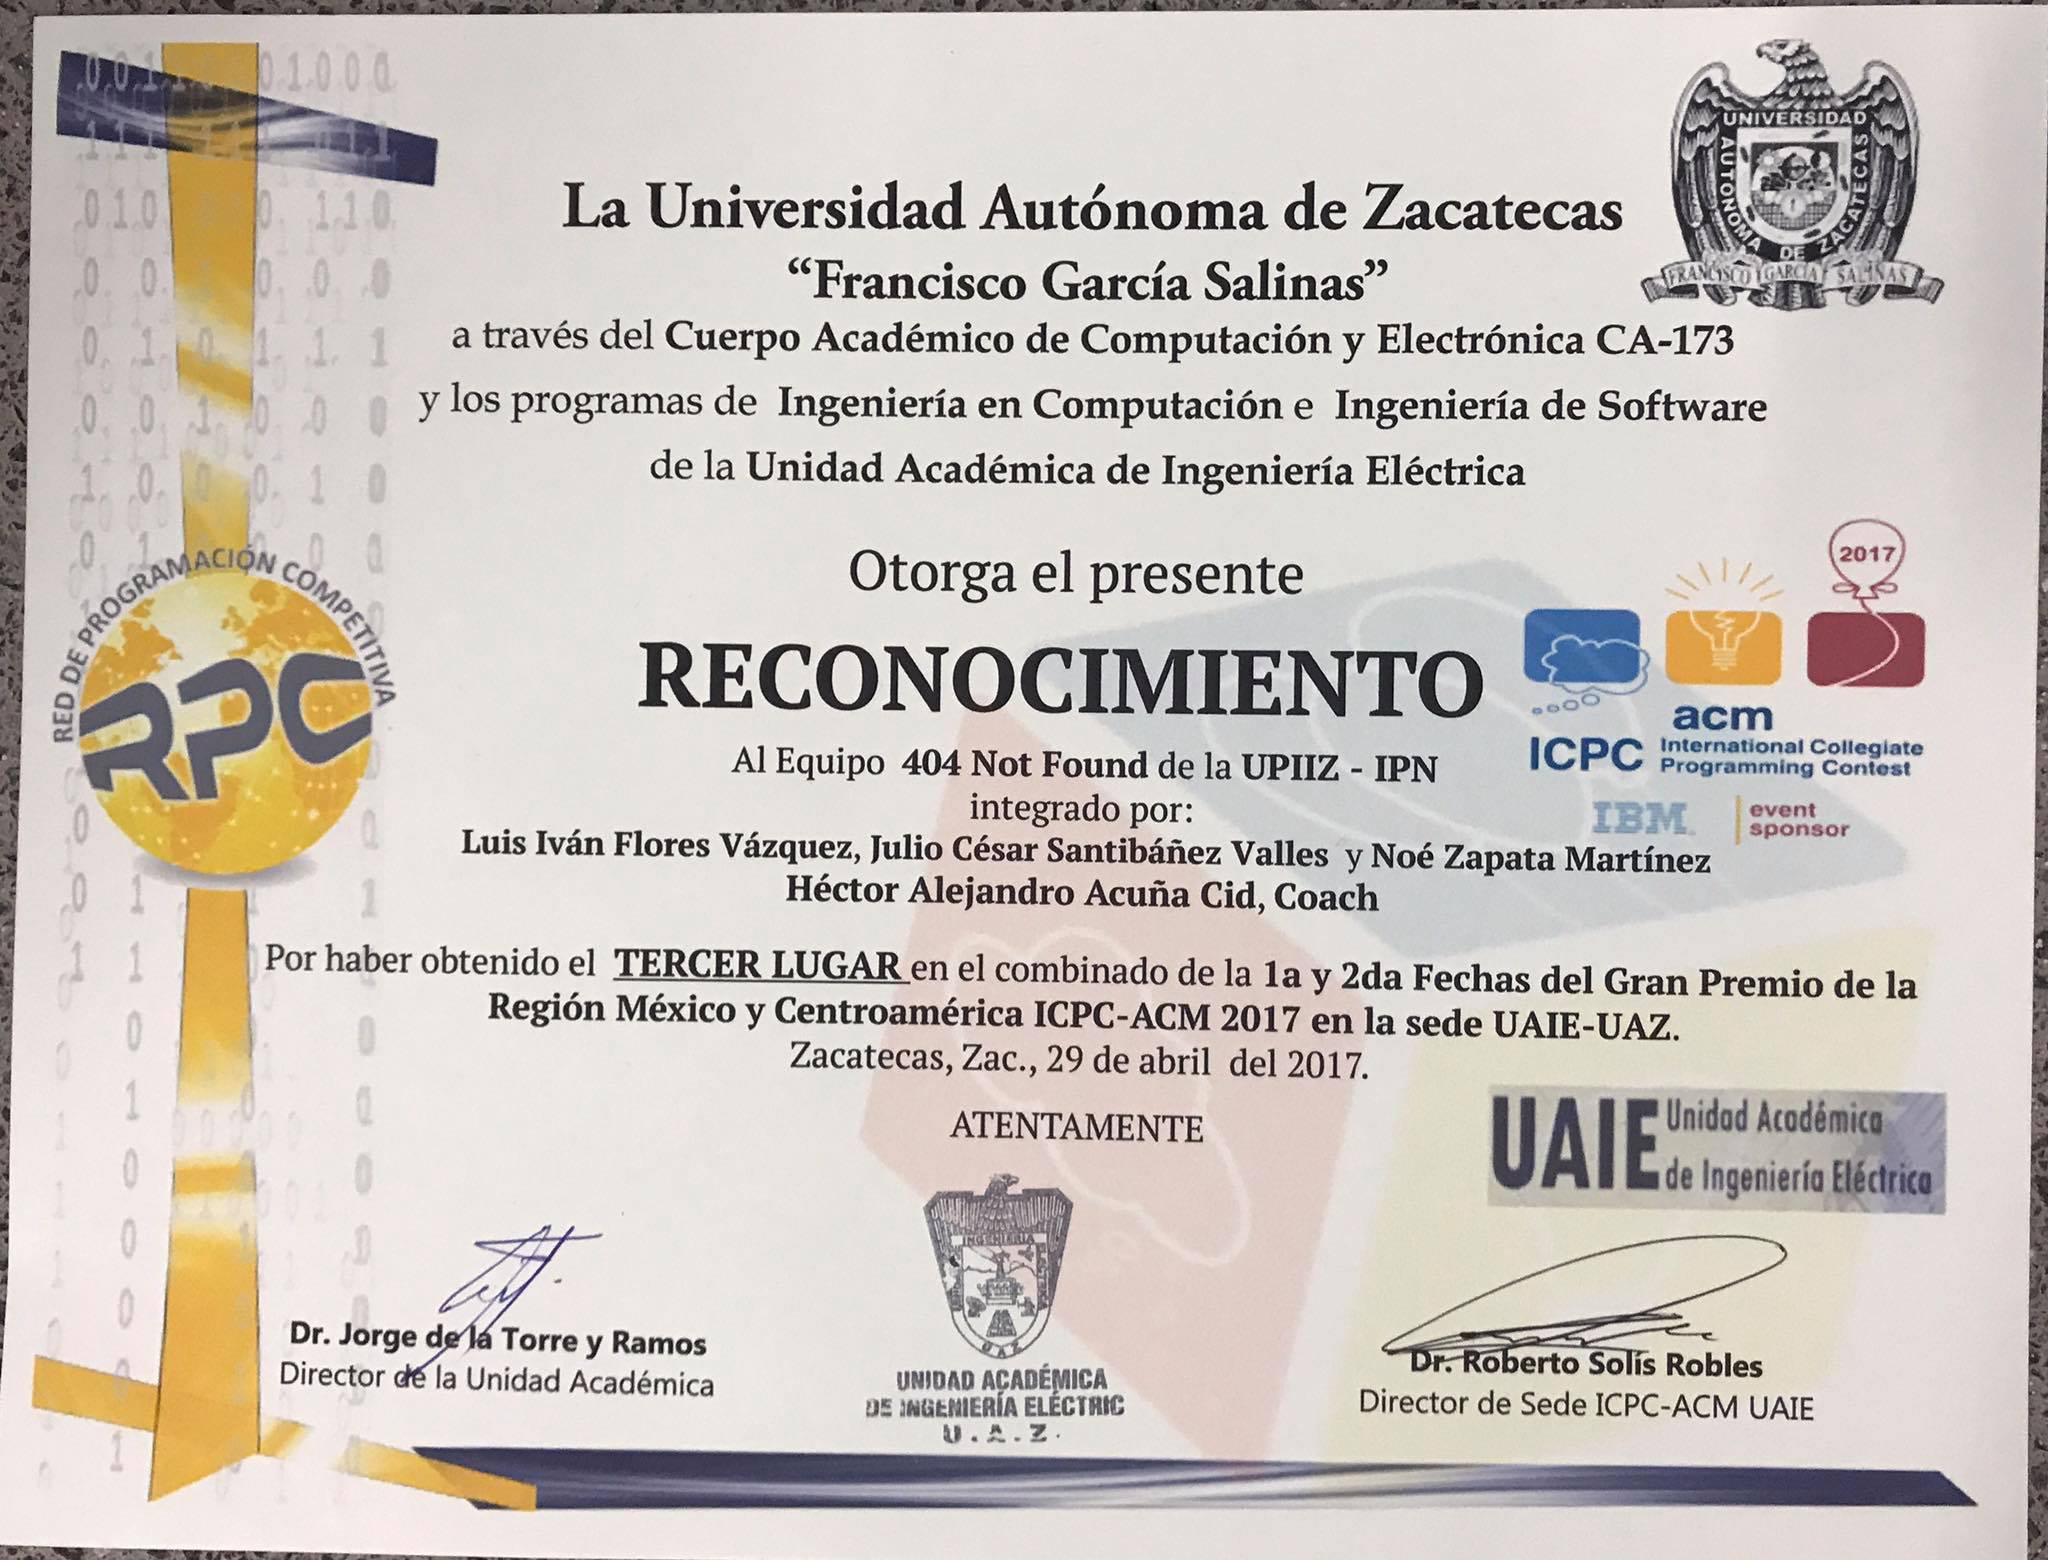 La Universidad Autónoma de Zacatecas
“Francisco García Salinas”
a través del Cuerpo Académico de Computación y Electrónica CA-173
y los programas de Ingeniería en Computación e Ingeniería de Software
de la Unidad Académica de Ingeniería Eléctrica
UNIVERSIDAD AUTONOMA DE ZACATECAS
FRANCISCO GARCIA SALINAS
RED DE PROGRAMACIÓN COMPETITIVA
RPC
Otorga el presente
RECONOCIMIENTO
2017
acm
ICPC International Collegiate
Programming Contest
IBM. event
sponsor
Al Equipo 404 Not Found de la UPIIZ - IPN
integrado por:
Luis Iván Flores Vázquez, Julio César Santibáñez Valles y Noé Zapata Martínez
Héctor Alejandro Acuña Cid, Coach
Por haber obtenido el TERCER LUGAR en el combinado de la 1a y 2da Fechas del Gran Premio de la
Región México y Centroamérica ICPC-ACM 2017 en la sede UAIE-UAZ.
Zacatecas, Zac., 29 de abril del 2017.
ATENTAMENTE
UAIE Unidad Académica
de Ingeniería Eléctrica
INGENIERIA
UAZ
Dr. Jorge de la Torre y Ramos
Director de la Unidad Académica
UNIDAD ACADÉMICA
DE INGENIERÍA ELÉCTRIC
U.A.Z.
Dr. Roberto Solís Robles
Director de Sede ICPC-ACM UAIE